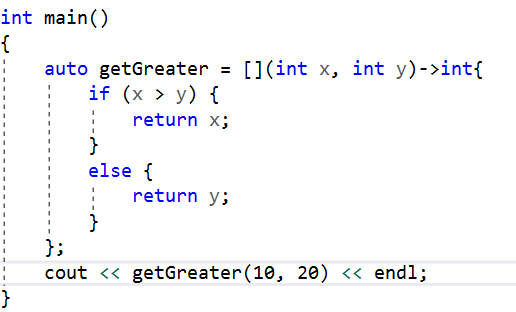 int main()
{
    auto getGreater = [](int x, int y)->int{
        if (x > y) {
            return x;
        }
        else {
            return y;
        }
    };
    cout << getGreater(10, 20) << endl;
}